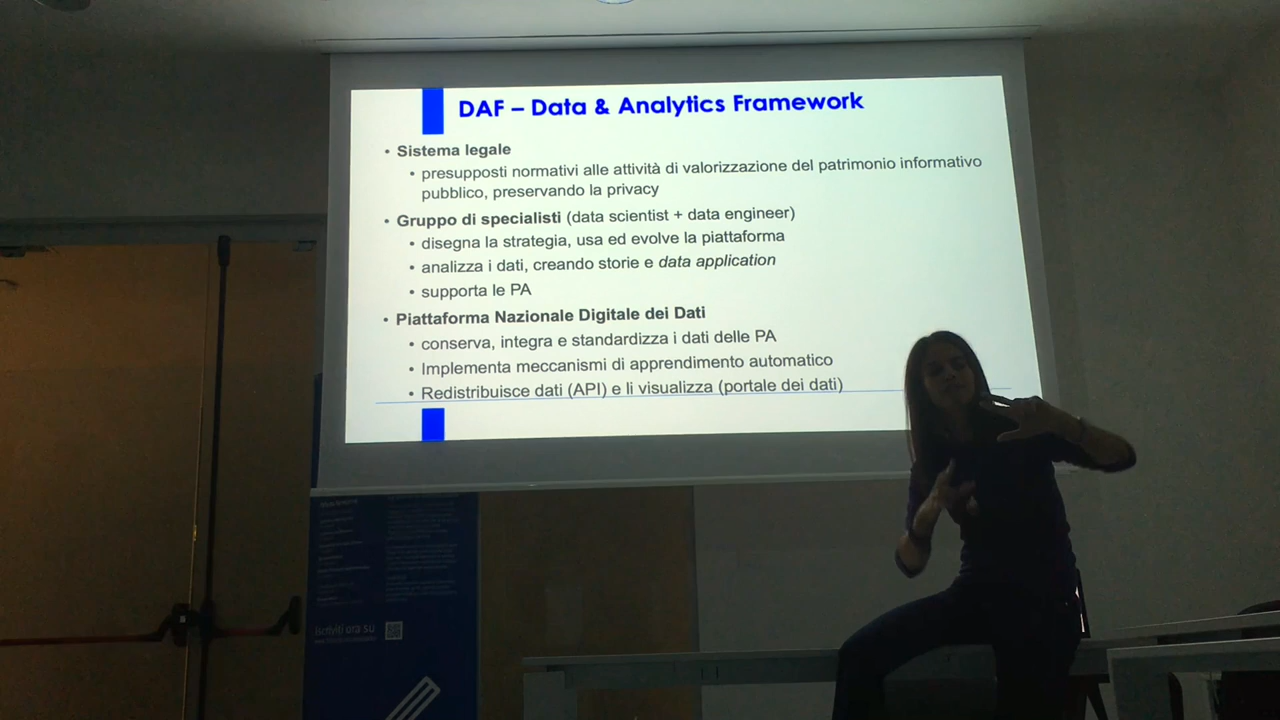 DAF – Data & Analytics Framework
• Sistema legale
• presupposti normativi alle attività di valorizzazione del patrimonio informativo
pubblico, preservando la privacy
• Gruppo di specialisti (data scientist + data engineer)
• disegna la strategia, usa ed evolve la piattaforma
• analizza i dati, creando storie e data application
• supporta le PA
• Piattaforma Nazionale Digitale dei Dati
• conserva, integra e standardizza i dati delle PA
• Implementa meccanismi di apprendimento automatico
• Redistribuisce dati (API) e li visualizza (portale dei dati)
Iscriviti ora su